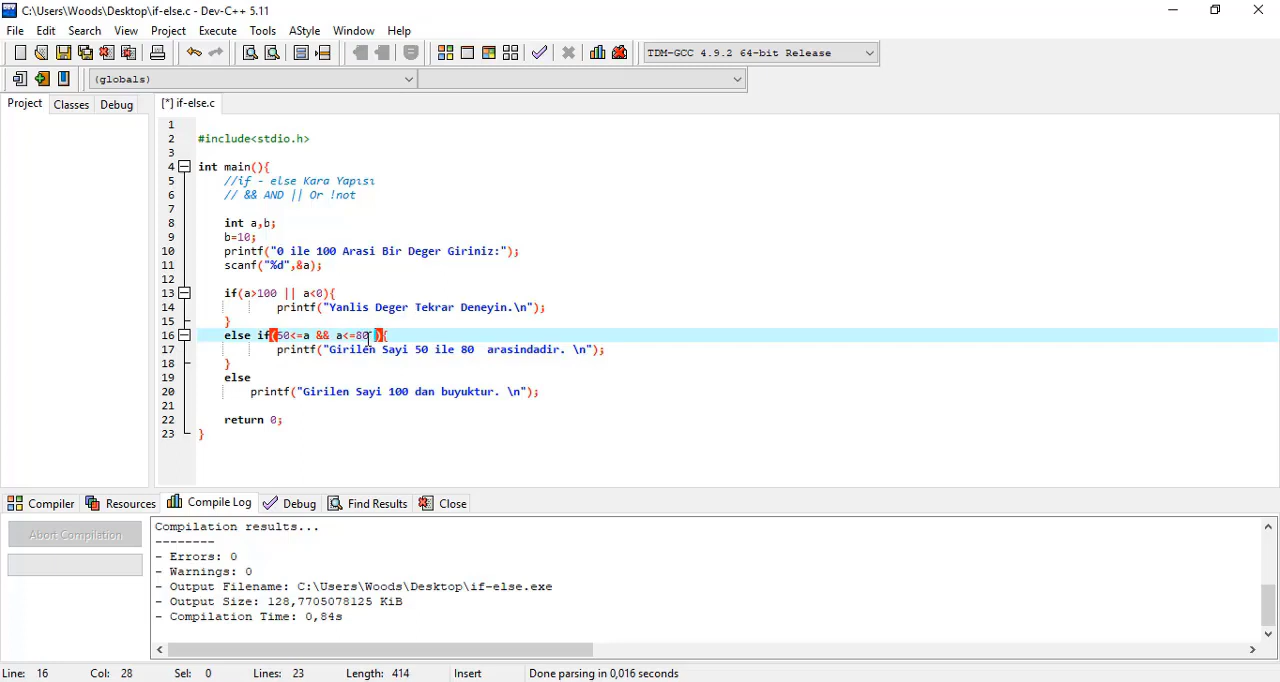 C:\Users\Woods\Desktop\if-else.c - Dev-C++ 5.11
File Edit Search View Project Execute Tools AStyle Window Help
TDM-GCC 4.9.2 64-bit Release
(globals)
Project Classes Debug [*] if-else.c
1
2 #include<stdio.h>
3
4 int main(){
5 //if - else Kara Yapısı
6 // && AND || Or !not
7
8 int a,b;
9 b=10;
10 printf("0 ile 100 Arasi Bir Deger Giriniz:");
11 scanf("%d",&a);
12
13 if(a>100 || a<0){
14 printf("Yanlis Deger Tekrar Deneyin.\n");
15 }
16 else if(50<=a && a<=80 ){
17 printf("Girilen Sayi 50 ile 80  arasindadir. \n");
18 }
19 else
20 printf("Girilen Sayi 100 dan buyuktur. \n");
21
22 return 0;
23 }
Compiler Resources Compile Log Debug Find Results Close
Abort Compilation
Compilation results...
--------
- Errors: 0
- Warnings: 0
- Output Filename: C:\Users\Woods\Desktop\if-else.exe
- Output Size: 128,7705078125 KiB
- Compilation Time: 0,84s
Line: 16 Col: 28 Sel: 0 Lines: 23 Length: 414 Insert Done parsing in 0,016 seconds